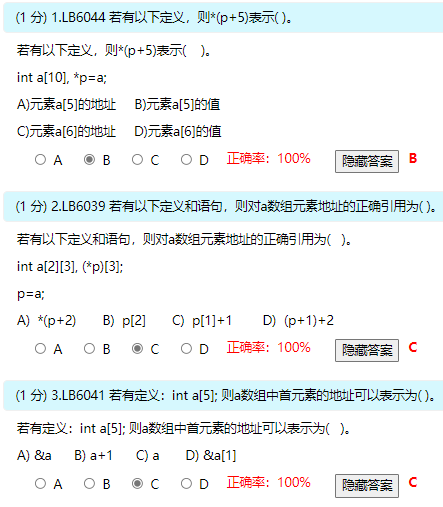 (1 分) 1.LB6044 若有以下定义，则*(p+5)表示( )。
若有以下定义，则*(p+5)表示(    )。
int a[10], *p=a;
A)元素a[5]的地址    B)元素a[5]的值
C)元素a[6]的地址    D)元素a[6]的值
A B C D 正确率：100% 隐藏答案 B
(1 分) 2.LB6039 若有以下定义和语句，则对a数组元素地址的正确引用为( )。
若有以下定义和语句，则对a数组元素地址的正确引用为(   )。
int a[2][3], (*p)[3];
p=a;
A)  *(p+2)      B)  p[2]      C)  p[1]+1       D)  (p+1)+2
A B C D 正确率：100% 隐藏答案 C
(1 分) 3.LB6041 若有定义：int a[5]; 则a数组中首元素的地址可以表示为( )。
若有定义：int a[5]; 则a数组中首元素的地址可以表示为(   )。
A) &a     B) a+1     C) a      D) &a[1]
A B C D 正确率：100% 隐藏答案 C